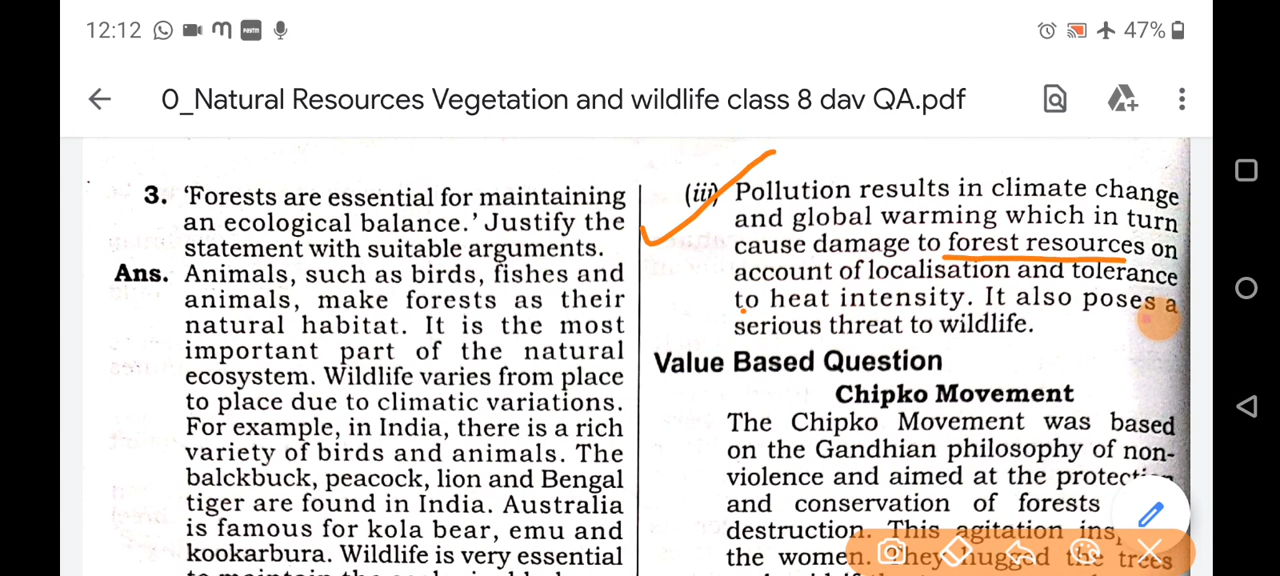 12:12
47%
0_Natural Resources Vegetation and wildlife class 8 dav QA.pdf
3. ‘Forests are essential for maintaining
an ecological balance.’ Justify the
statement with suitable arguments.
Ans. Animals, such as birds, fishes and
animals, make forests as their
natural habitat. It is the most
important part of the natural
ecosystem. Wildlife varies from place
to place due to climatic variations.
For example, in India, there is a rich
variety of birds and animals. The
balckbuck, peacock, lion and Bengal
tiger are found in India. Australia
is famous for kola bear, emu and
kookarbura. Wildlife is very essential
(iii) Pollution results in climate change
and global warming which in turn
cause damage to forest resources on
account of localisation and tolerance
to heat intensity. It also poses a
serious threat to wildlife.
Value Based Question
Chipko Movement
The Chipko Movement was based
on the Gandhian philosophy of non-
violence and aimed at the
and conservation of forests
destruction. This agitation
the women. They hugged the trees